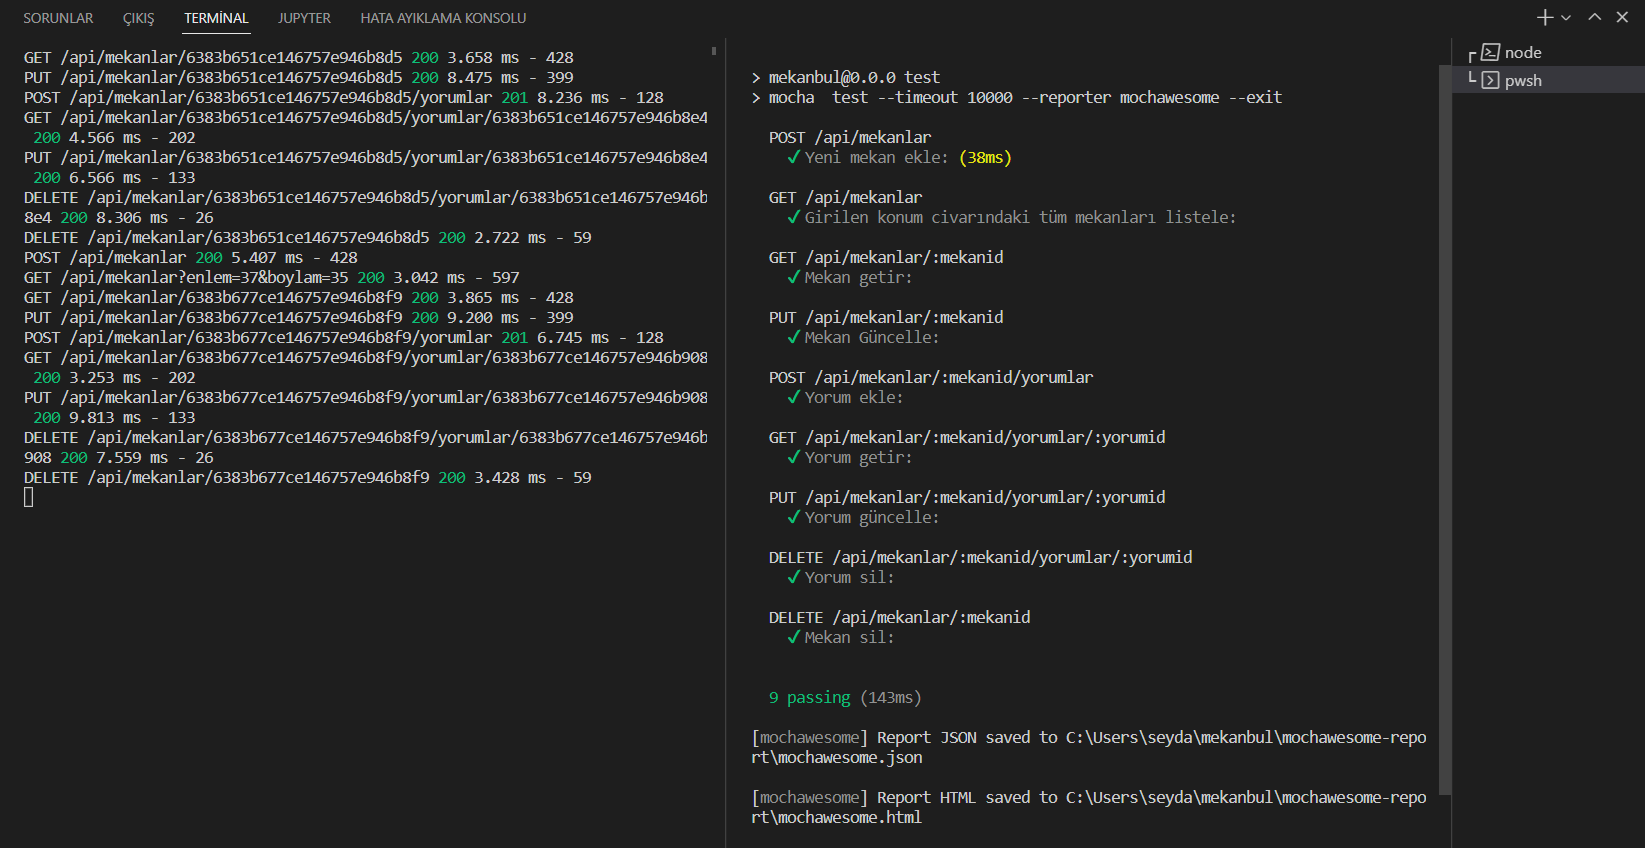 SORUNLAR ÇIKIŞ TERMİNAL JUPYTER HATA AYIKLAMA KONSOLU
GET /api/mekanlar/6383b651ce146757e946b8d5 200 3.658 ms - 428
PUT /api/mekanlar/6383b651ce146757e946b8d5 200 8.475 ms - 399
POST /api/mekanlar/6383b651ce146757e946b8d5/yorumlar 201 8.236 ms - 128
GET /api/mekanlar/6383b651ce146757e946b8d5/yorumlar/6383b651ce146757e946b8e4
200 4.566 ms - 202
PUT /api/mekanlar/6383b651ce146757e946b8d5/yorumlar/6383b651ce146757e946b8e4
200 6.566 ms - 133
DELETE /api/mekanlar/6383b651ce146757e946b8d5/yorumlar/6383b651ce146757e946b
8e4 200 8.306 ms - 26
DELETE /api/mekanlar/6383b651ce146757e946b8d5 200 2.722 ms - 59
POST /api/mekanlar 200 5.407 ms - 428
GET /api/mekanlar?enlem=37&boylam=35 200 3.042 ms - 597
GET /api/mekanlar/6383b677ce146757e946b8f9 200 3.865 ms - 428
PUT /api/mekanlar/6383b677ce146757e946b8f9 200 9.200 ms - 399
POST /api/mekanlar/6383b677ce146757e946b8f9/yorumlar 201 6.745 ms - 128
GET /api/mekanlar/6383b677ce146757e946b8f9/yorumlar/6383b677ce146757e946b908
200 3.253 ms - 202
PUT /api/mekanlar/6383b677ce146757e946b8f9/yorumlar/6383b677ce146757e946b908
200 9.813 ms - 133
DELETE /api/mekanlar/6383b677ce146757e946b8f9/yorumlar/6383b677ce146757e946b
908 200 7.559 ms - 26
DELETE /api/mekanlar/6383b677ce146757e946b8f9 200 3.428 ms - 59
> mekanbul@0.0.0 test
> mocha  test --timeout 10000 --reporter mochawesome --exit
POST /api/mekanlar
✓ Yeni mekan ekle: (38ms)
GET /api/mekanlar
✓ Girilen konum civarındaki tüm mekanları listele:
GET /api/mekanlar/:mekanid
✓ Mekan getir:
PUT /api/mekanlar/:mekanid
✓ Mekan Güncelle:
POST /api/mekanlar/:mekanid/yorumlar
✓ Yorum ekle:
GET /api/mekanlar/:mekanid/yorumlar/:yorumid
✓ Yorum getir:
PUT /api/mekanlar/:mekanid/yorumlar/:yorumid
✓ Yorum güncelle:
DELETE /api/mekanlar/:mekanid/yorumlar/:yorumid
✓ Yorum sil:
DELETE /api/mekanlar/:mekanid
✓ Mekan sil:
9 passing (143ms)
[mochawesome] Report JSON saved to C:\Users\seyda\mekanbul\mochawesome-repo
rt\mochawesome.json
[mochawesome] Report HTML saved to C:\Users\seyda\mekanbul\mochawesome-repo
rt\mochawesome.html
node
pwsh